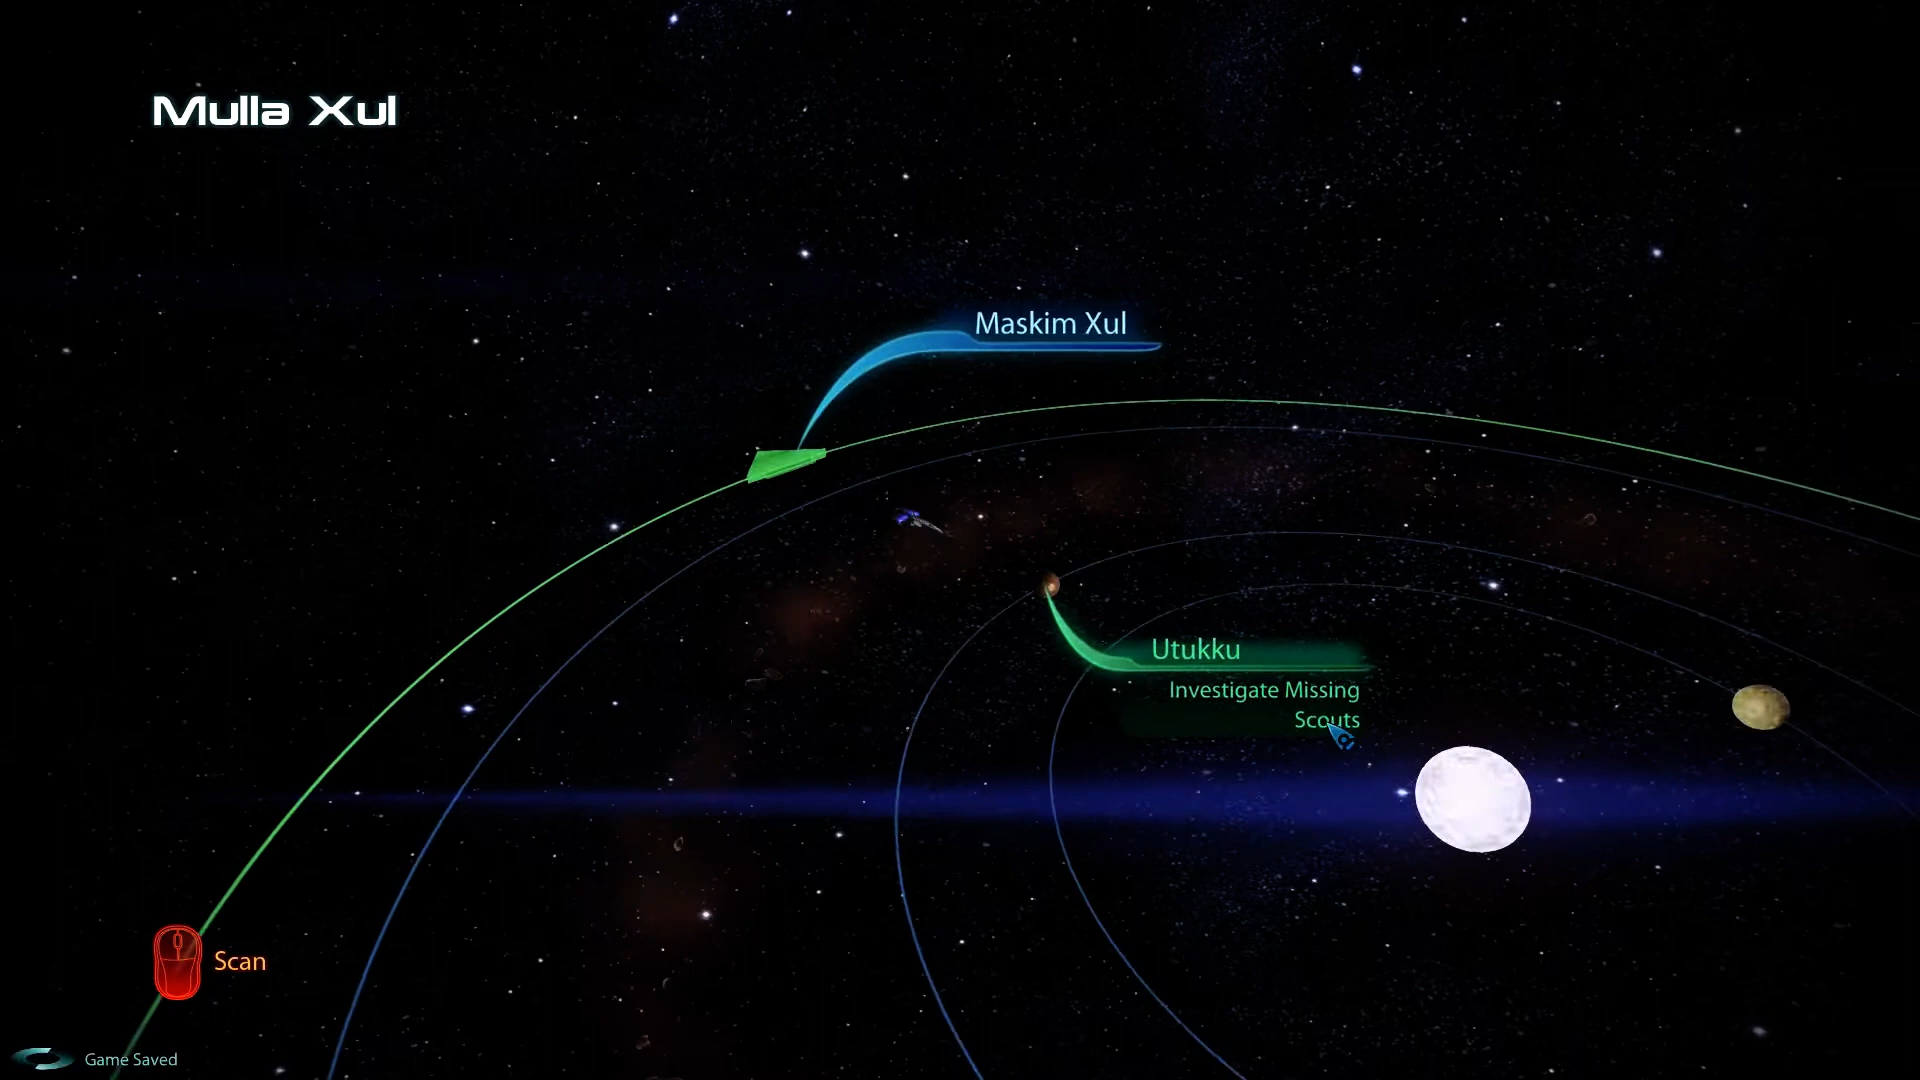 Mulla Xul
Maskim Xul
Utukku
Investigate Missing
Scouts
Scan
Game Saved